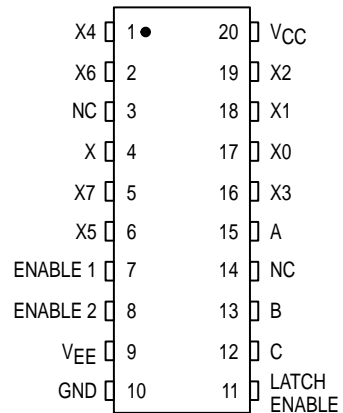 X4 1 20 VCC
X6 2 19 X2
NC 3 18 X1
X 4 17 X0
X7 5 16 X3
X5 6 15 A
ENABLE 1 7 14 NC
ENABLE 2 8 13 B
VEE 9 12 C
GND 10 11 LATCH
ENABLE